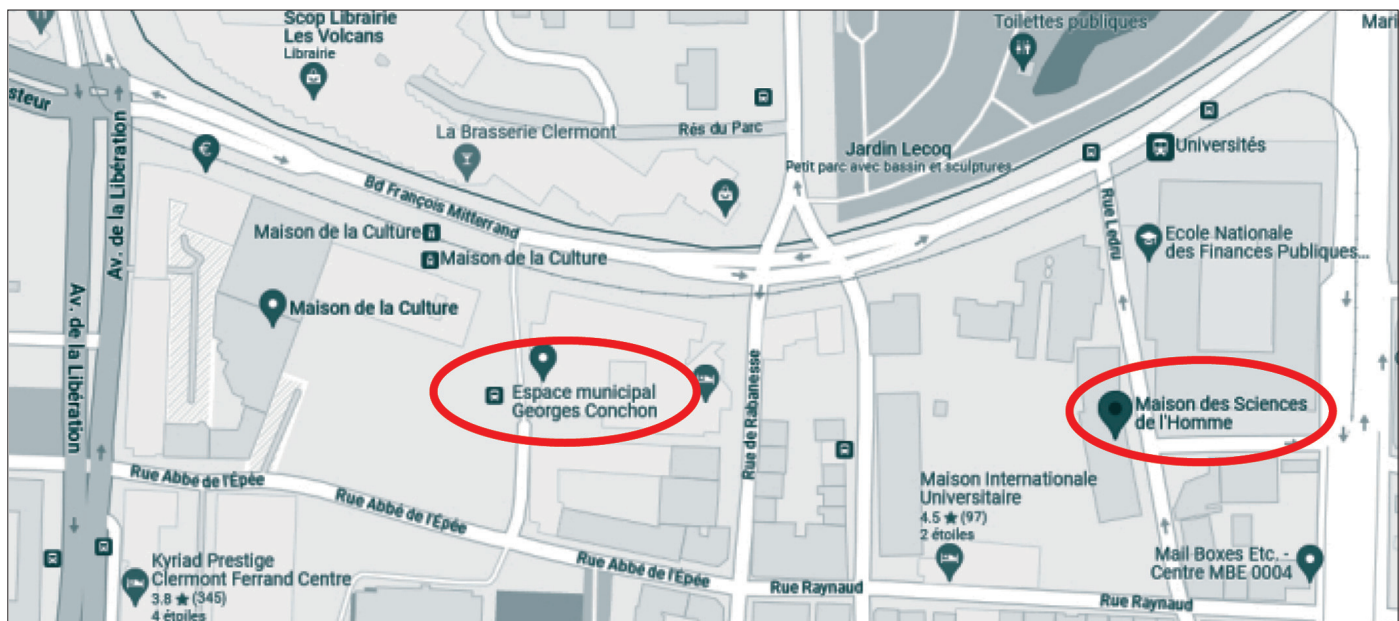 Scop Librairie
Les Volcans
Librairie
Toilettes publiques
Mari
steur
Av. de la Libération
La Brasserie Clermont
Rés du Parc
Jardin Lecoq
Petit parc avec bassin et sculptures
Universités
Bd François Mitterrand
Rue Ledru
Maison de la Culture
Maison de la Culture
Ecole Nationale
des Finances Publiques...
Maison de la Culture
Av. de la Libération
Espace municipal
Georges Conchon
Rue de Rabanesse
Maison des Sciences
de l'Homme
Rue Abbé de l'Épée
Rue Abbé de l'Épée
Maison Internationale
Universitaire
4.5 ★ (97)
2 étoiles
Kyriad Prestige
Clermont Ferrand Centre
3.8 ★ (345)
4 étoiles
Rue Abbé de l'Épée
Rue Raynaud
Mail Boxes Etc. -
Centre MBE 0004
Rue Raynaud